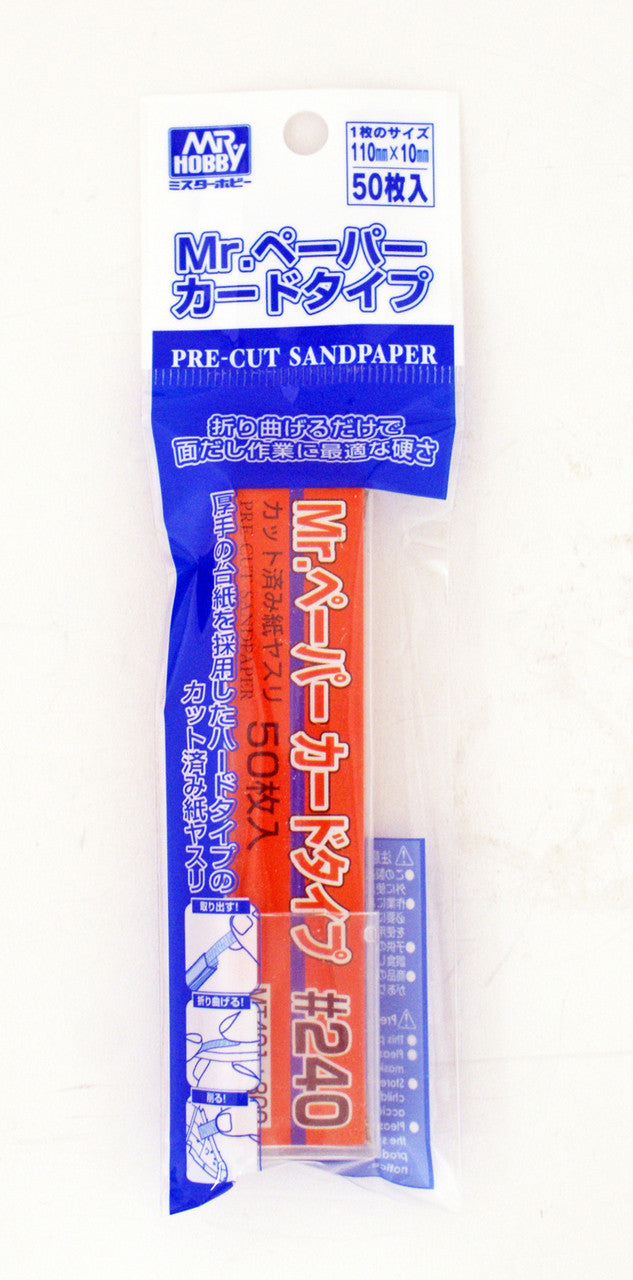 MR
HOBBY
ミスターホビー
1枚のサイズ
110mm×10mm
50枚入
Mr.ペーパー
カードタイプ
PRE-CUT SANDPAPER
折り曲げるだけで
面だし作業に最適な硬さ
Mr.ペーパー カードタイプ #240
カット済み紙ヤスリ 50枚入
PRE-CUT SANDPAPER
厚手の台紙を採用したハードタイプの
カット済み紙ヤスリ
取り出す!
折り曲げる!
削る!